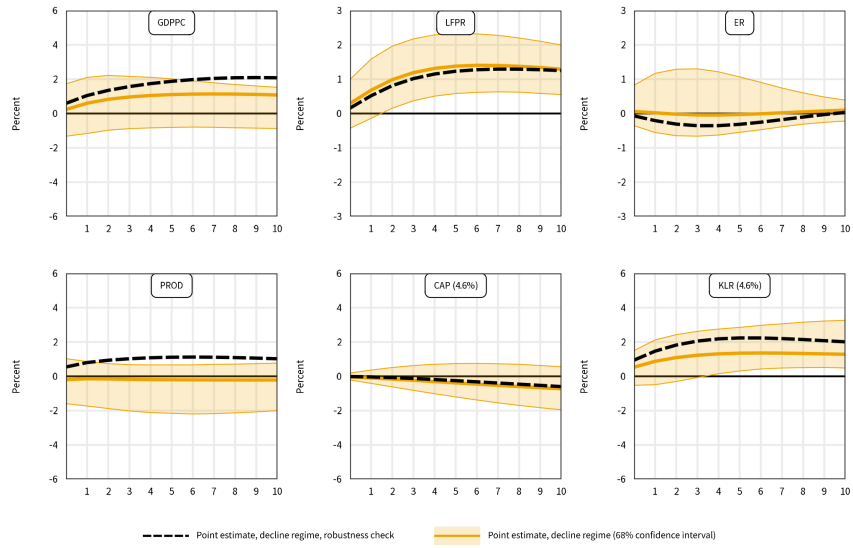 GDPPC
LFPR
ER
Percent
6
4
2
0
-2
-4
-6
1 2 3 4 5 6 7 8 9 10
Percent
3
2
1
0
-1
-2
-3
1 2 3 4 5 6 7 8 9 10
Percent
3
2
1
0
-1
-2
-3
1 2 3 4 5 6 7 8 9 10
PROD
CAP (4.6%)
KLR (4.6%)
Percent
6
4
2
0
-2
-4
-6
1 2 3 4 5 6 7 8 9 10
Percent
6
4
2
0
-2
-4
-6
1 2 3 4 5 6 7 8 9 10
Percent
6
4
2
0
-2
-4
-6
1 2 3 4 5 6 7 8 9 10
Point estimate, decline regime, robustness check
Point estimate, decline regime (68% confidence interval)